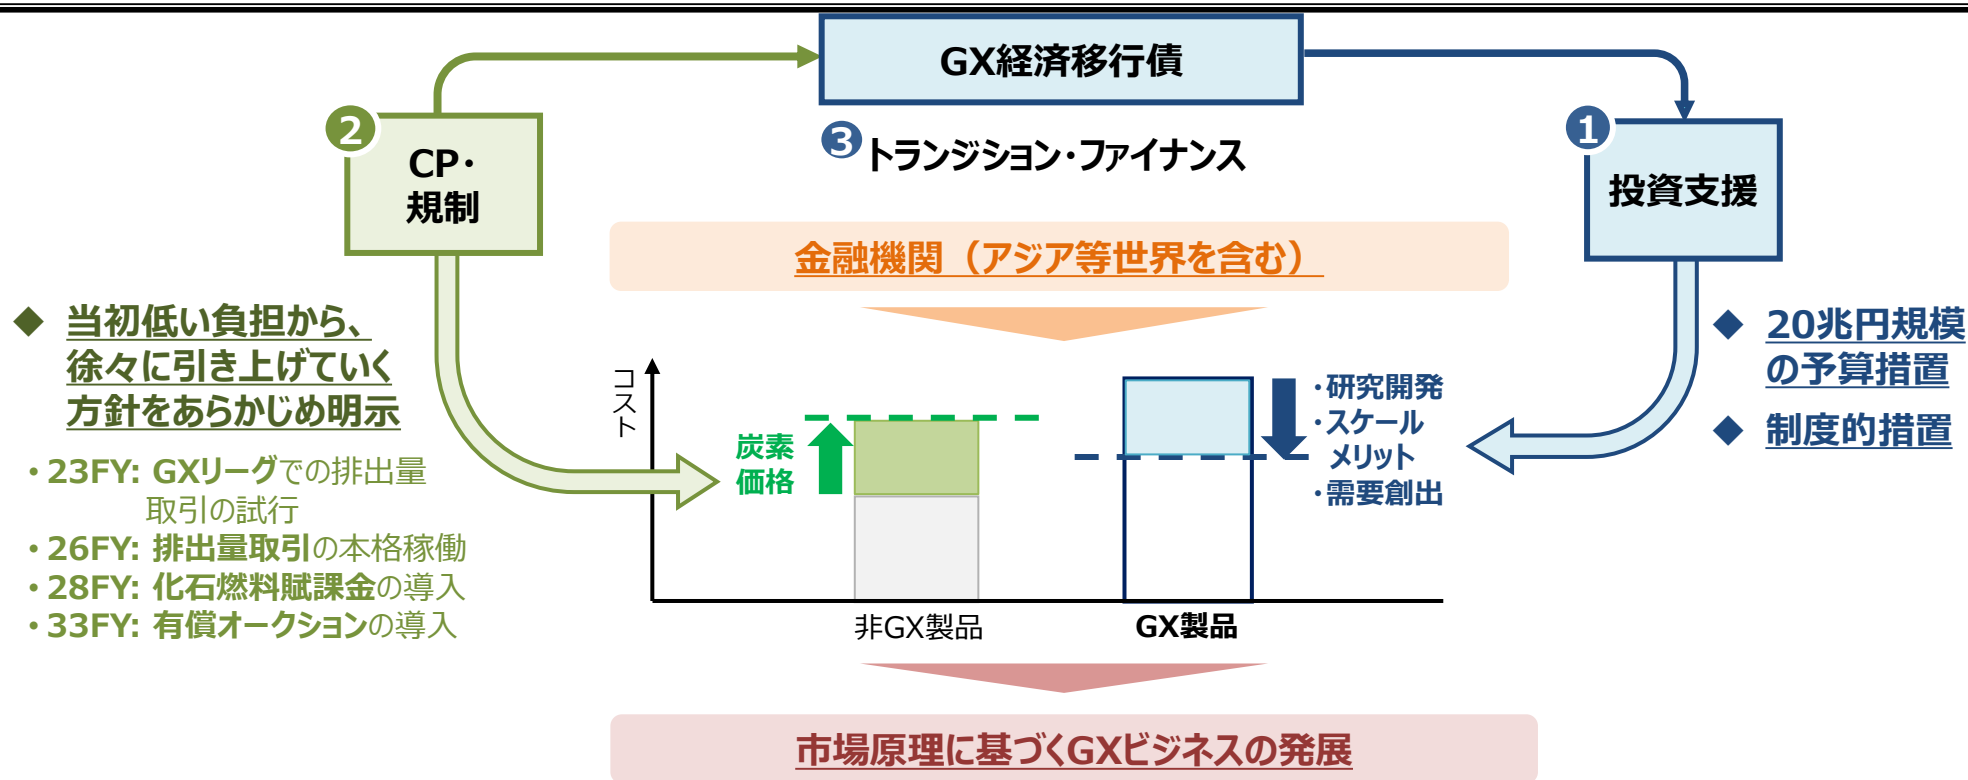 GX経済移行債
❷
CP・
規制
❸トランジション・ファイナンス
❶
投資支援
金融機関（アジア等世界を含む）
◆ 当初低い負担から、
徐々に引き上げていく
方針をあらかじめ明示
・23FY: GXリーグでの排出量
取引の試行
・26FY: 排出量取引の本格稼働
・28FY: 化石燃料賦課金の導入
・33FY: 有償オークションの導入
コスト
炭素
価格
・研究開発
・スケール
メリット
・需要創出
非GX製品
GX製品
◆ 20兆円規模
の予算措置
◆ 制度的措置
市場原理に基づくGXビジネスの発展